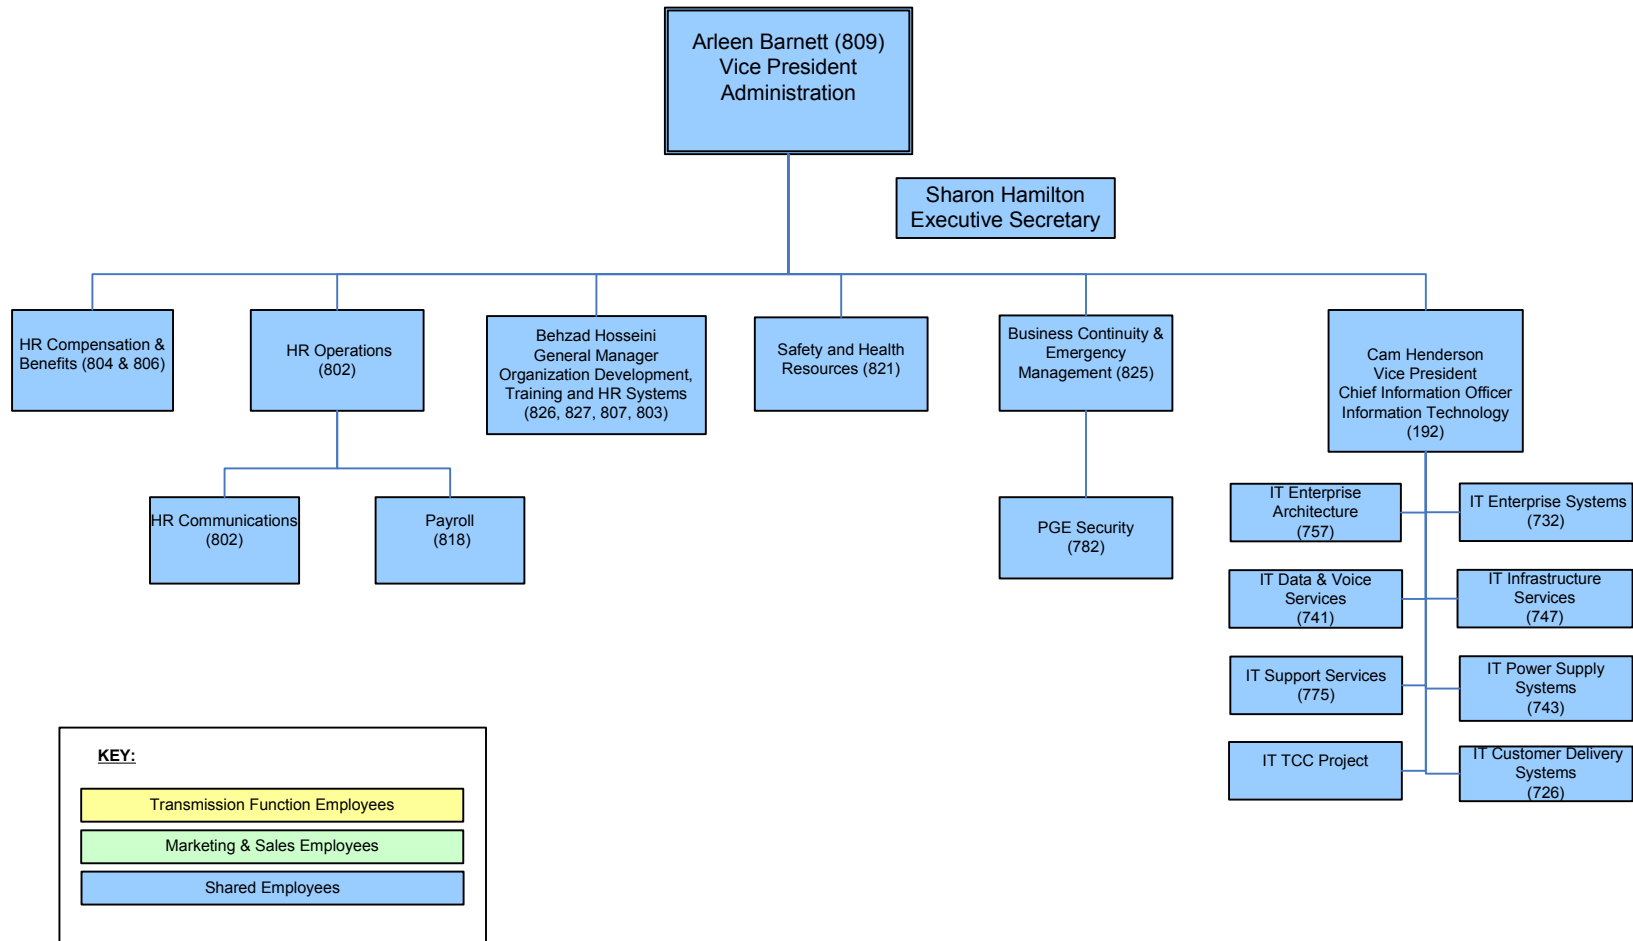 Arleen Barnett (809)
Vice President
Administration
Sharon Hamilton
Executive Secretary
HR Compensation &
Benefits (804 & 806)
HR Operations
(802)
Behzad Hosseini
General Manager
Organization Development,
Training and HR Systems
(826, 827, 807, 803)
Safety and Health
Resources (821)
Business Continuity &
Emergency
Management (825)
Cam Henderson
Vice President
Chief Information Officer
Information Technology
(192)
HR Communications
(802)
Payroll
(818)
PGE Security
(782)
IT Enterprise
Architecture
(757)
IT Enterprise Systems
(732)
IT Data & Voice
Services
(741)
IT Infrastructure
Services
(747)
IT Support Services
(775)
IT Power Supply
Systems
(743)
IT TCC Project
IT Customer Delivery
Systems
(726)
KEY:
Transmission Function Employees
Marketing & Sales Employees
Shared Employees